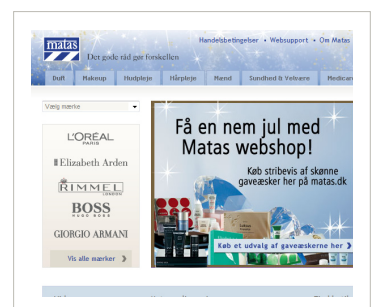 matas
Handelsbetingelser • Websupport • Om Matas
Det gode råd gør forskellen
Duft
Makeup
Hudpleje
Hårpleje
Mænd
Sundhed & Velvære
Medicare
Vælg mærke
L'ORÉAL
PARIS
Elizabeth Arden
RIMMEL
LONDON
BOSS
HUGO BOSS
GIORGIO ARMANI
Vis alle mærker
Få en nem jul med
Matas webshop!
Køb stribevis af skønne
gaveæsker her på matas.dk
Køb et udvalg af gaveæskerne her